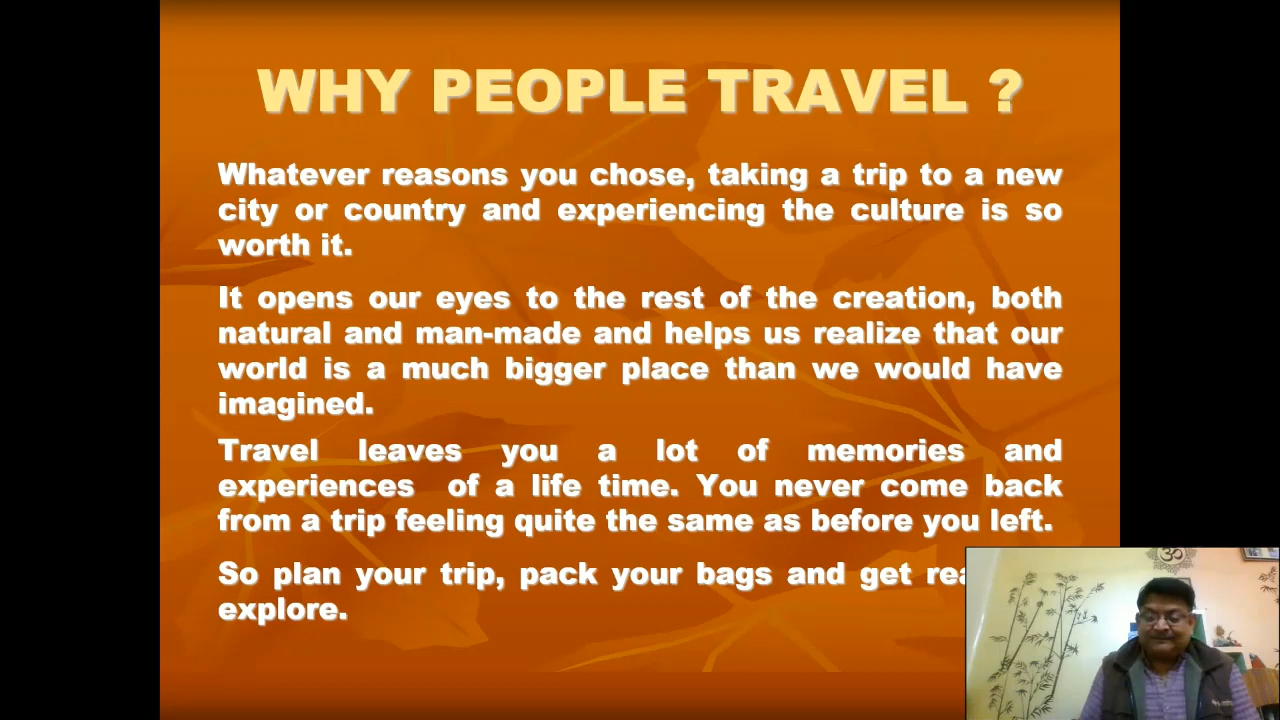 WHY PEOPLE TRAVEL ?
Whatever reasons you chose, taking a trip to a new
city or country and experiencing the culture is so
worth it.
It opens our eyes to the rest of the creation, both
natural and man-made and helps us realize that our
world is a much bigger place than we would have
imagined.
Travel leaves you a lot of memories and
experiences of a life time. You never come back
from a trip feeling quite the same as before you left.
So plan your trip, pack your bags and get
explore.
ॐ